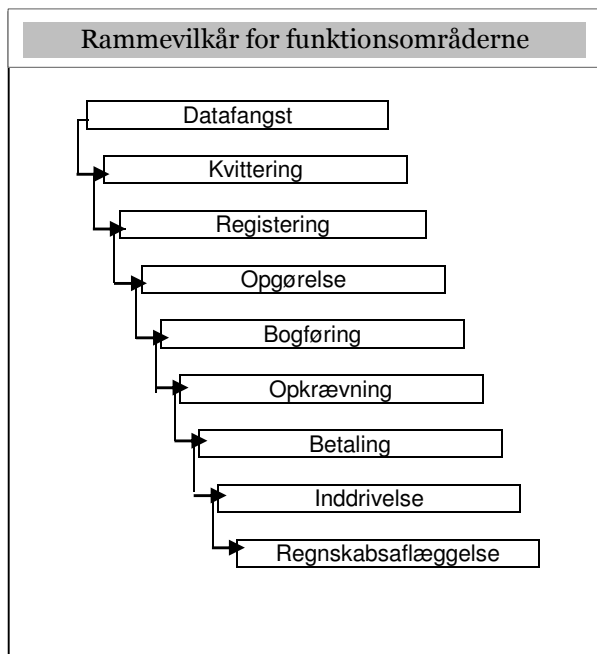 Rammevilkår for funktionsområderne
Datafangst
Kvittering
Registering
Opgørelse
Bogføring
Opkrævning
Betaling
Inddrivelse
Regnskabsaflæggelse